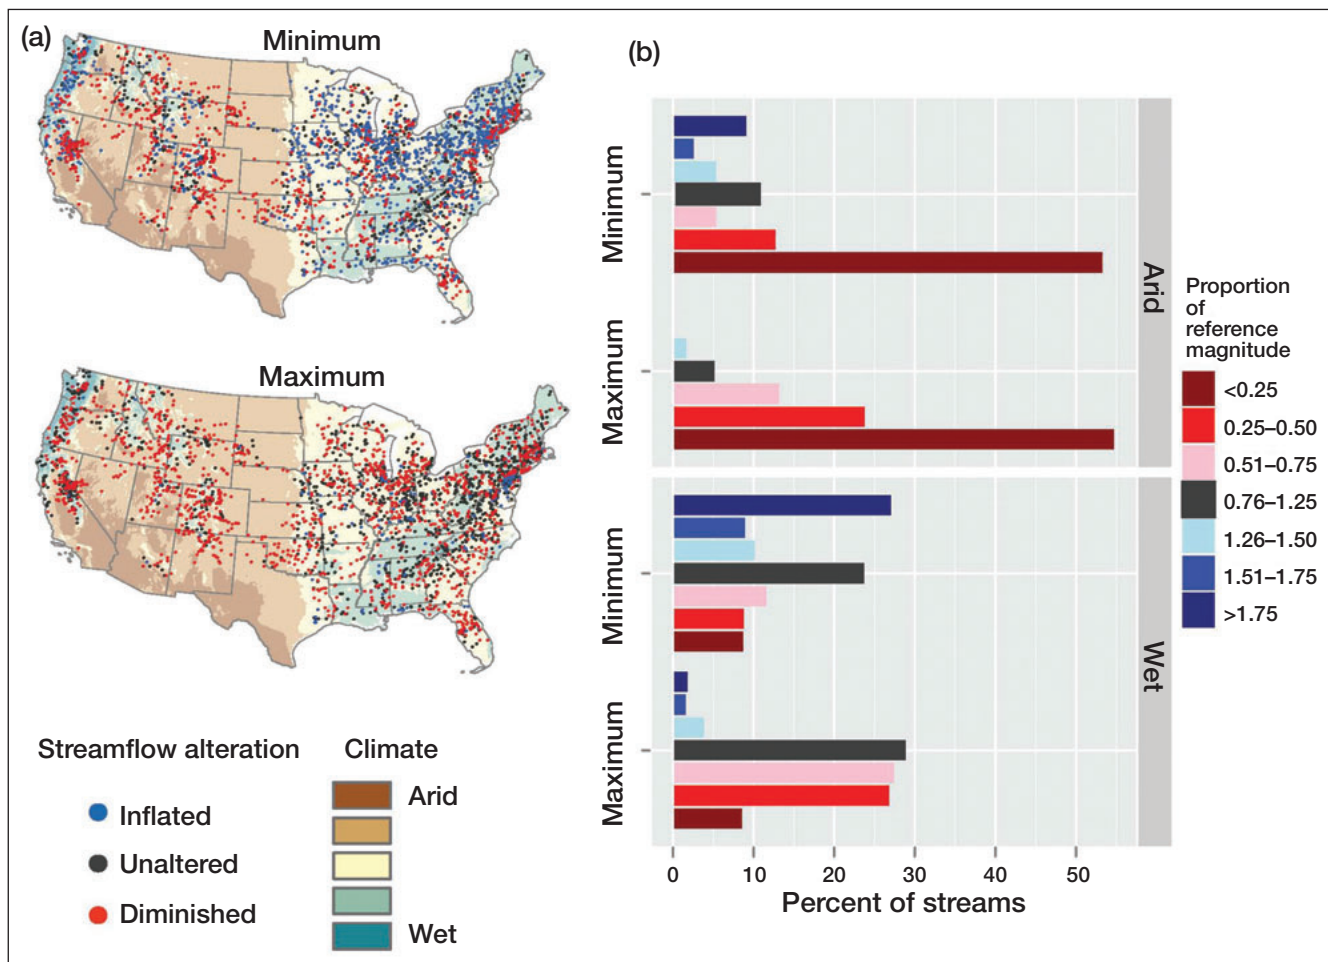 (a)
Minimum
Maximum
Streamflow alteration
Inflated
Unaltered
Diminished
Climate
Arid
Wet
(b)
Minimum
Maximum
Arid
Minimum
Maximum
Wet
0 10 20 30 40 50
Percent of streams
Proportion
of
reference
magnitude
<0.25
0.25–0.50
0.51–0.75
0.76–1.25
1.26–1.50
1.51–1.75
>1.75